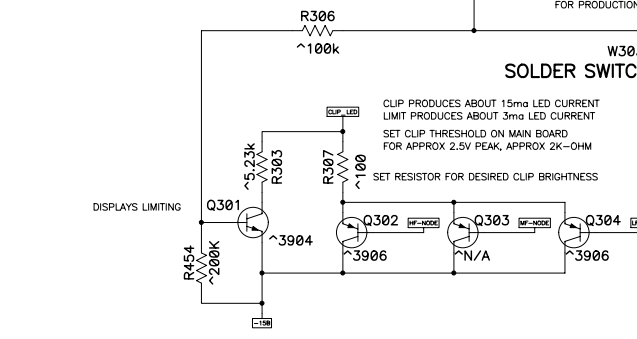 FOR PRODUCTION
R306
^100k
W30
SOLDER SWITC
CLIP_LED
CLIP PRODUCES ABOUT 15ma LED CURRENT
LIMIT PRODUCES ABOUT 3ma LED CURRENT
SET CLIP THRESHOLD ON MAIN BOARD
FOR APPROX 2.5V PEAK, APPROX 2K-OHM
^5.23k
R303
R307
^100
SET RESISTOR FOR DESIRED CLIP BRIGHTNESS
DISPLAYS LIMITING
Q301
^3904
Q302
HF-NODE
^3906
Q303
MF-NODE
^N/A
Q304
^3906
R454
^200K
-15B